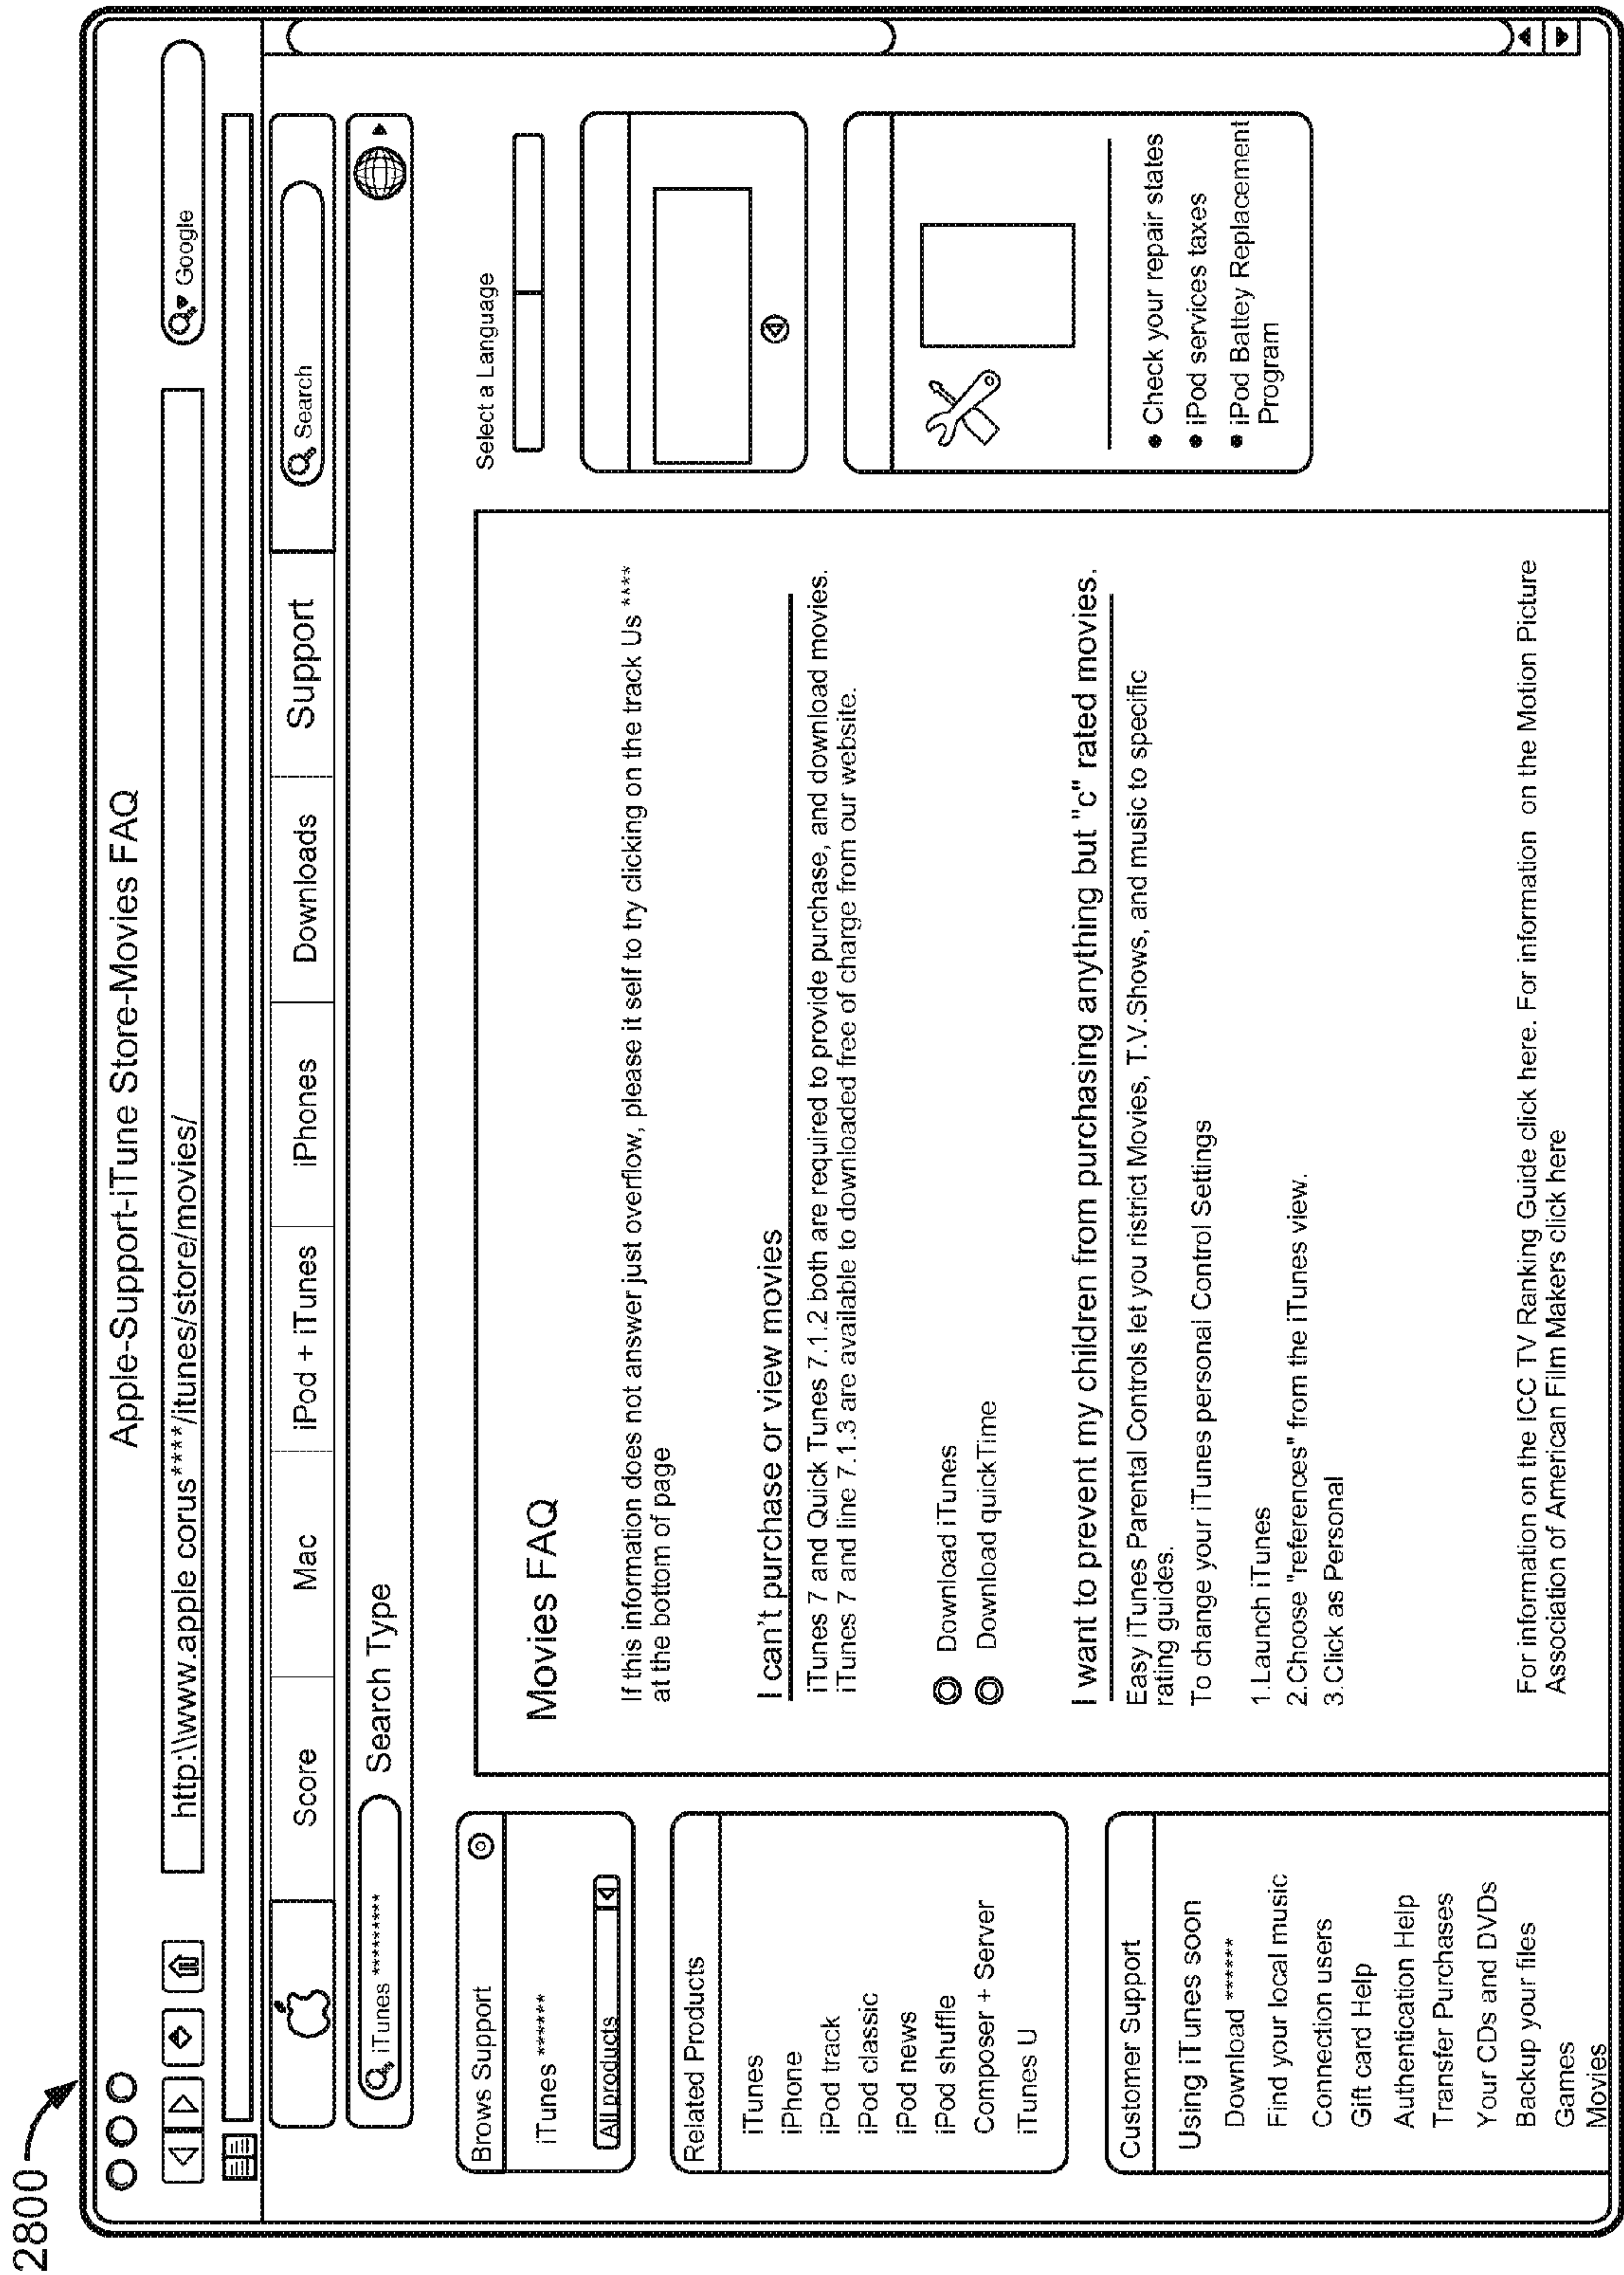 2800
Apple-Support-iTune Store-Movies FAQ
http:\\www.apple corus****/itunes/store/movies/
Google
Score
Mac
iPod + iTunes
iPhones
Downloads
Support
Search
iTunes *********
Search Type
Brows Support
iTunes ******
All products
Related Products
iTunes
iPhone
iPod track
iPod classic
iPod news
iPod shuffle
Composer + Server
iTunes U
Customer Support
Using iTunes soon
Download ******
Find your local music
Connection users
Gift card Help
Authentication Help
Transfer Purchases
Your CDs and DVDs
Backup your files
Games
Movies
Movies FAQ
If this information does not answer just overflow, please it self to try clicking on the track Us ****
at the bottom of page
I can't purchase or view movies
iTunes 7 and Quick Tunes 7.1.2 both are required to provide purchase, and download movies.
iTunes 7 and line 7.1.3 are available to downloaded free of charge from our website.
Download iTunes
Download quickTime
I want to prevent my children from purchasing anything but "c" rated movies.
Easy iTunes Parental Controls let you ristrict Movies, T.V.Shows, and music to specific
rating guides.
To change your iTunes personal Control Settings
1.Launch iTunes
2.Choose "references" from the iTunes view.
3.Click as Personal
For information on the ICC TV Ranking Guide click here. For information on the Motion Picture
Association of American Film Makers click here
Select a Language
• Check your repair states
• iPod services taxes
• iPod Battey Replacement
Program